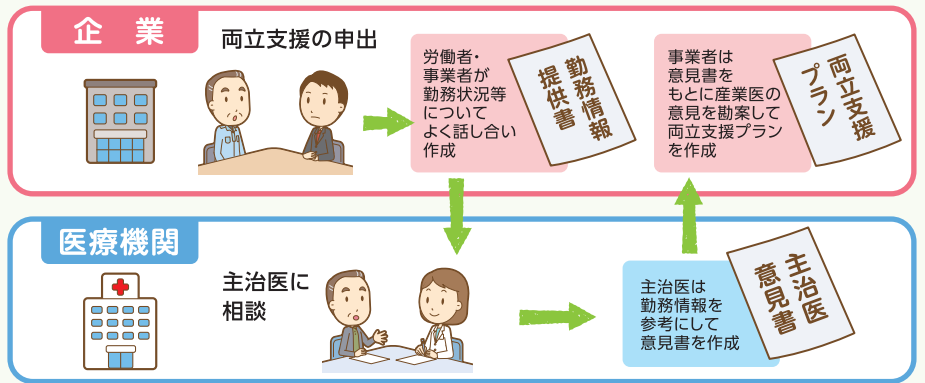 企業
両立支援の申出
労働者・
事業者が
勤務状況等
について
よく話し合い
作成
勤務情報
提供書
事業者は
意見書を
もとに産業医の
意見を勘案して
両立支援プラン
を作成
両立支援
プラン
医療機関
主治医に
相談
主治医は
勤務情報を
参考にして
意見書を作成
主治医
意見書